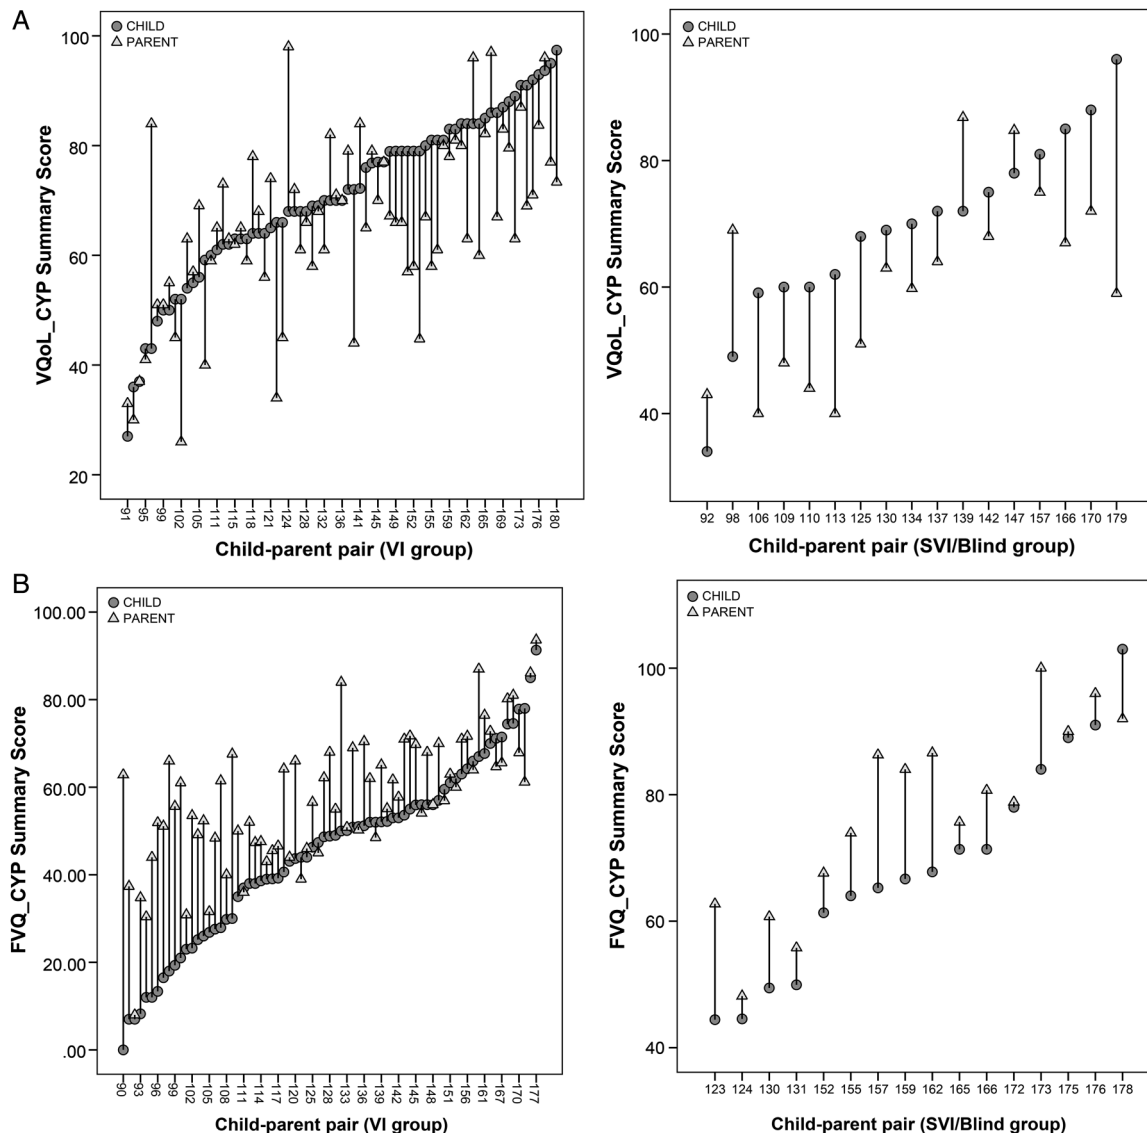 A
CHILD
PARENT
100
80
60
40
20
VQoL_CYP Summary Score
91 95 99 102 105 111 115 118 121 124 128 132 136 141 145 149 152 155 159 162 165 169 173 176 180
Child-parent pair (VI group)
CHILD
PARENT
100
80
60
40
VQoL_CYP Summary Score
92 98 106 109 110 113 125 130 134 137 139 142 147 157 166 170 179
Child-parent pair (SVI/Blind group)
B
CHILD
PARENT
100.00
80.00
60.00
40.00
20.00
.00
FVQ_CYP Summary Score
90 93 96 99 102 105 108 111 114 117 120 125 128 133 136 139 142 145 148 151 156 161 167 170 177
Child-parent pair (VI group)
CHILD
PARENT
100
80
60
40
FVQ_CYP Summary Score
123 124 130 131 152 155 157 159 162 165 166 172 173 175 176 178
Child-parent pair (SVI/Blind group)